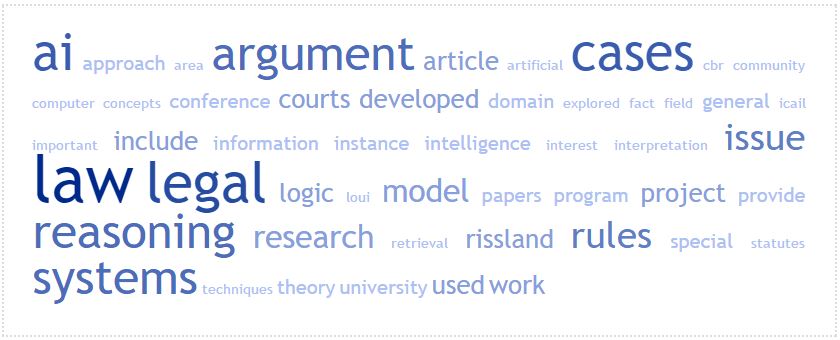 ai approach area argument article artificial cases cbr community
computer concepts conference courts developed domain explored fact field general icail
important include information instance intelligence interest interpretation issue
law legal logic loui model papers program project provide
reasoning research retrieval rissland rules special statutes
systems techniques theory university used work